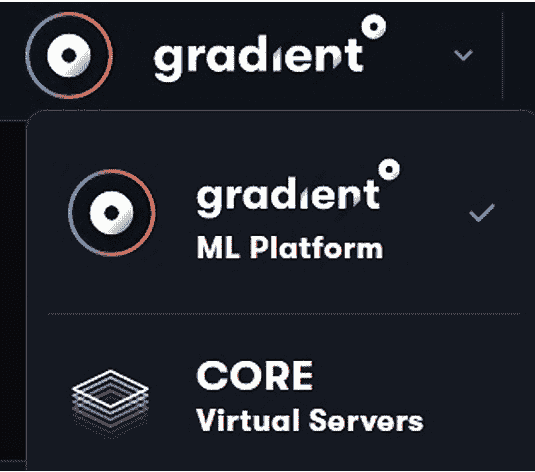 gradient
gradient
ML Platform
CORE
Virtual Servers